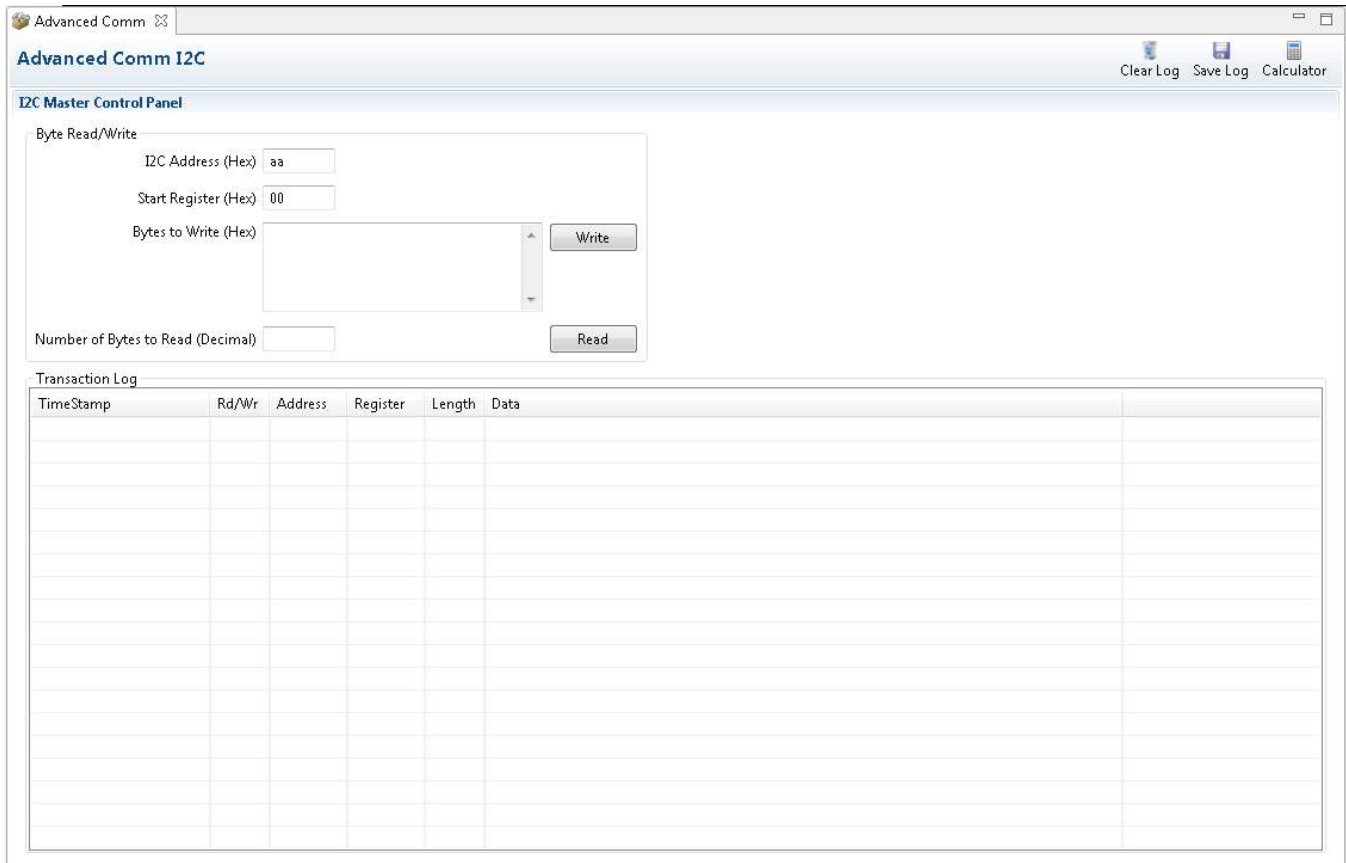 Advanced Comm
Advanced Comm I2C
Clear Log Save Log Calculator
I2C Master Control Panel
Byte Read/Write
I2C Address (Hex) aa
Start Register (Hex) 00
Bytes to Write (Hex) Write
Number of Bytes to Read (Decimal) Read
Transaction Log
TimeStamp Rd/Wr Address Register Length Data